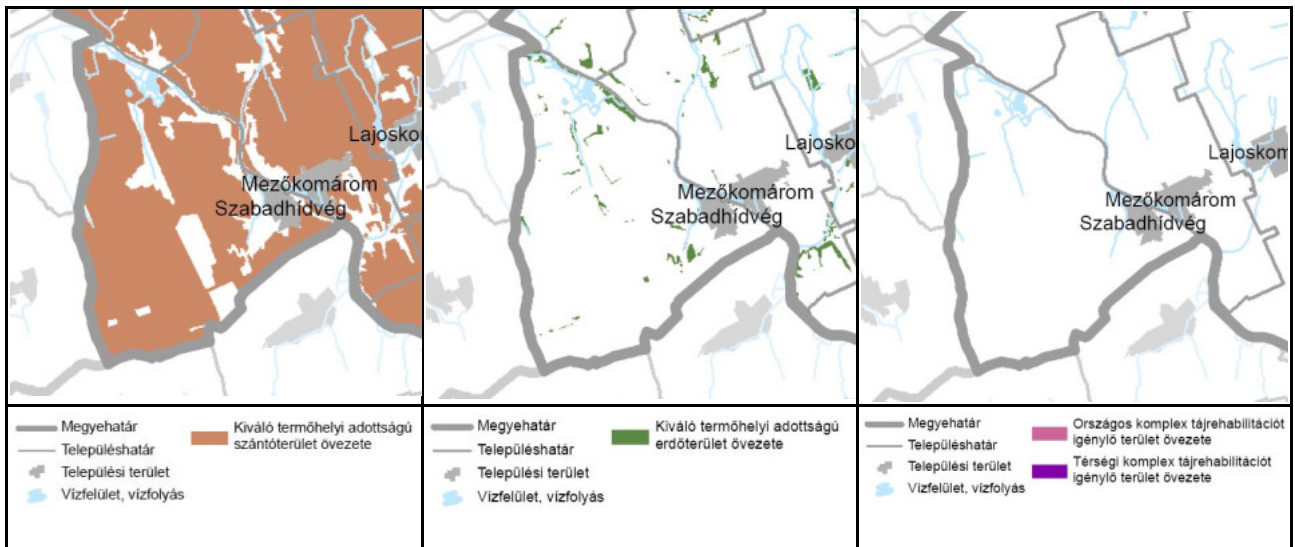 Lajosko
Mezőkomárom
Szabadhídvég
Megyehatár
Településhatár
Települési terület
Vízfelület, vízfolyás
Kiváló termőhelyi adottságú
szántóterület övezete
Lajosko
Mezőkomárom
Szabadhídvég
Megyehatár
Településhatár
Települési terület
Vízfelület, vízfolyás
Kiváló termőhelyi adottságú
erdőterület övezete
Lajoskom
Mezőkomárom
Szabadhídvég
Megyehatár
Településhatár
Települési terület
Vízfelület, vízfolyás
Országos komplex tájrehabilitációt
igénylő terület övezete
Térségi komplex tájrehabilitációt
igénylő terület övezete